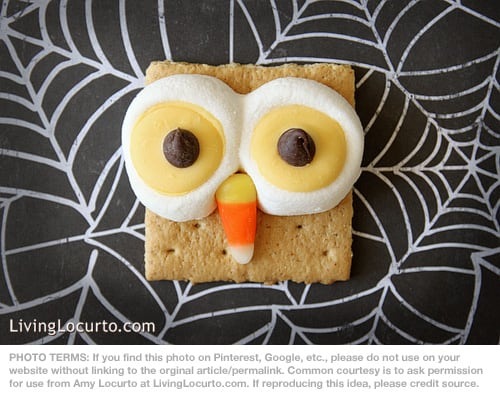 LivingLocurto.com
PHOTO TERMS: If you find this photo on Pinterest, Google, etc., please do not use on your
website without linking to the orginal article/permalink. Common courtesy is to ask permission
for use from Amy Locurto at LivingLocurto.com. If reproducing this idea, please credit source.